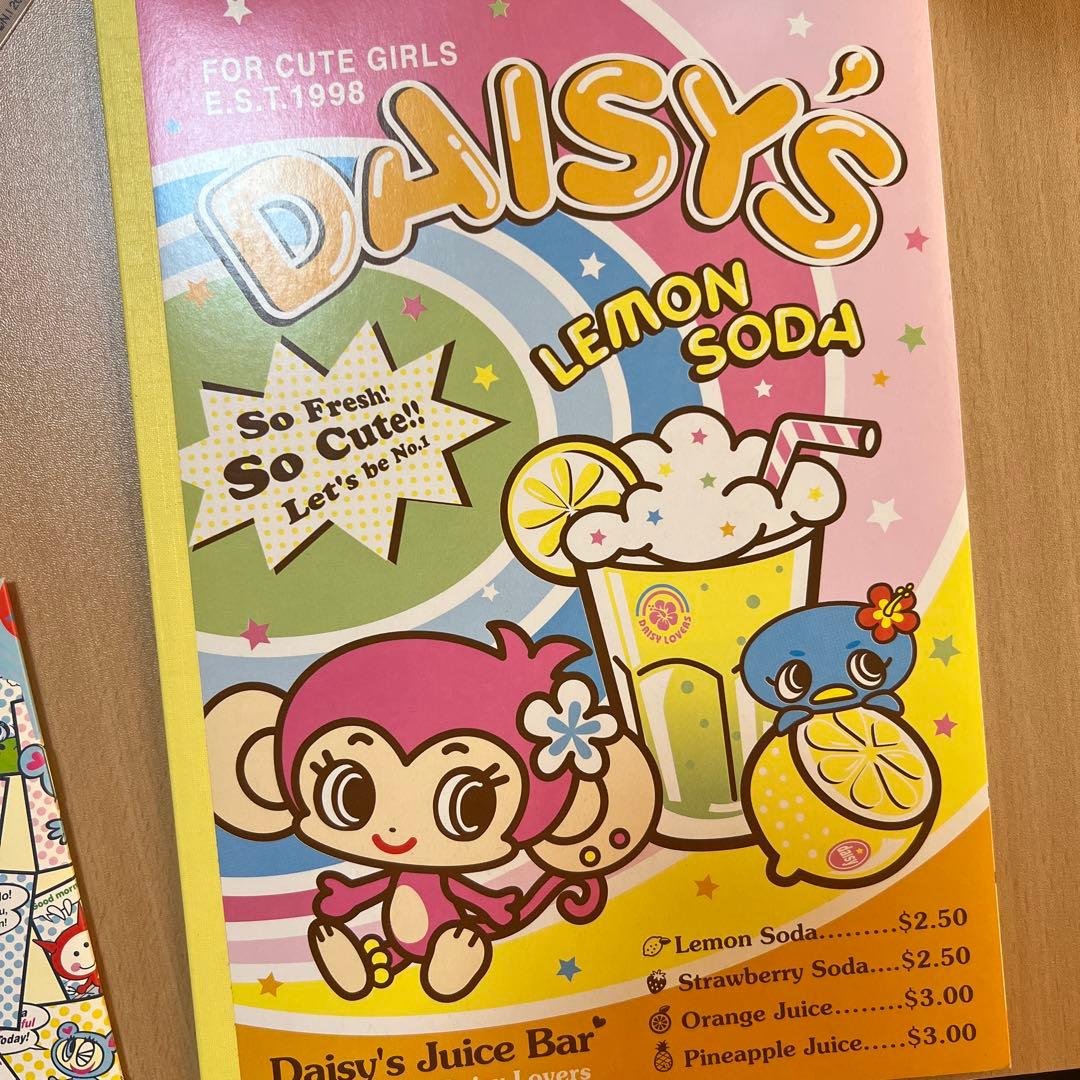 FOR CUTE GIRLS
E.S.T.1998
DAISY'S
LEMON
SODA
So Fresh!
So Cute!!
Let's be No.1
DAISY LOVERS
daisy
Lemon Soda.........$2.50
Strawberry Soda....$2.50
Orange Juice........$3.00
Pineapple Juice.....$3.00
Daisy's Juice Bar
Lovers
Good morn